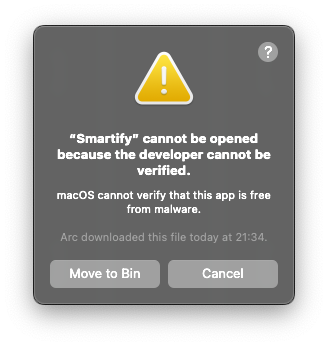 ?
“Smartify” cannot be opened
because the developer cannot be
verified.
macOS cannot verify that this app is free
from malware.
Arc downloaded this file today at 21:34.
Move to Bin
Cancel